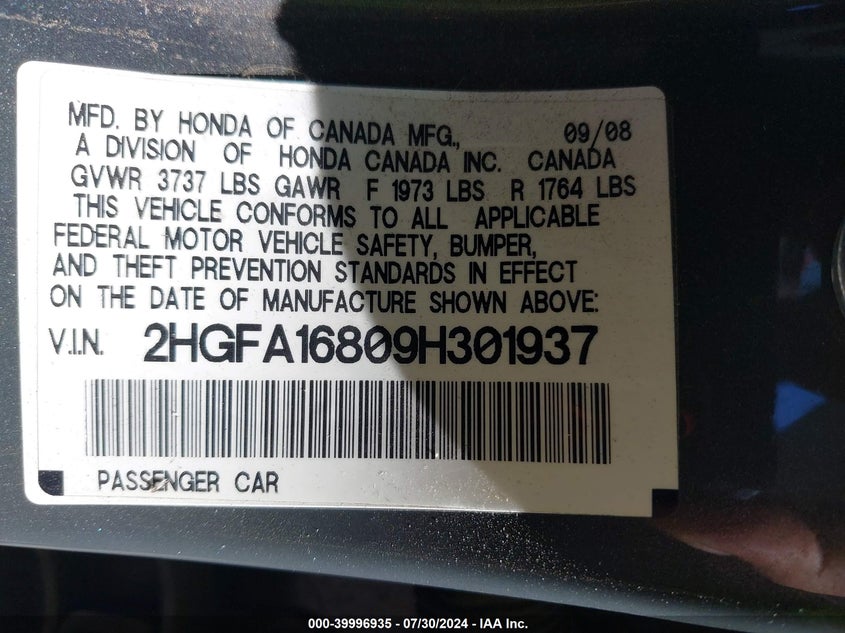 MFD. BY HONDA OF CANADA MFG., 09/08
A DIVISION OF HONDA CANADA INC. CANADA
GVWR 3737 LBS GAWR F 1973 LBS R 1764 LBS
THIS VEHICLE CONFORMS TO ALL APPLICABLE
FEDERAL MOTOR VEHICLE SAFETY, BUMPER,
AND THEFT PREVENTION STANDARDS IN EFFECT
ON THE DATE OF MANUFACTURE SHOWN ABOVE:
V.I.N. 2HGFA16809H301937
PASSENGER CAR
000-39996935 - 07/30/2024 - IAA Inc.